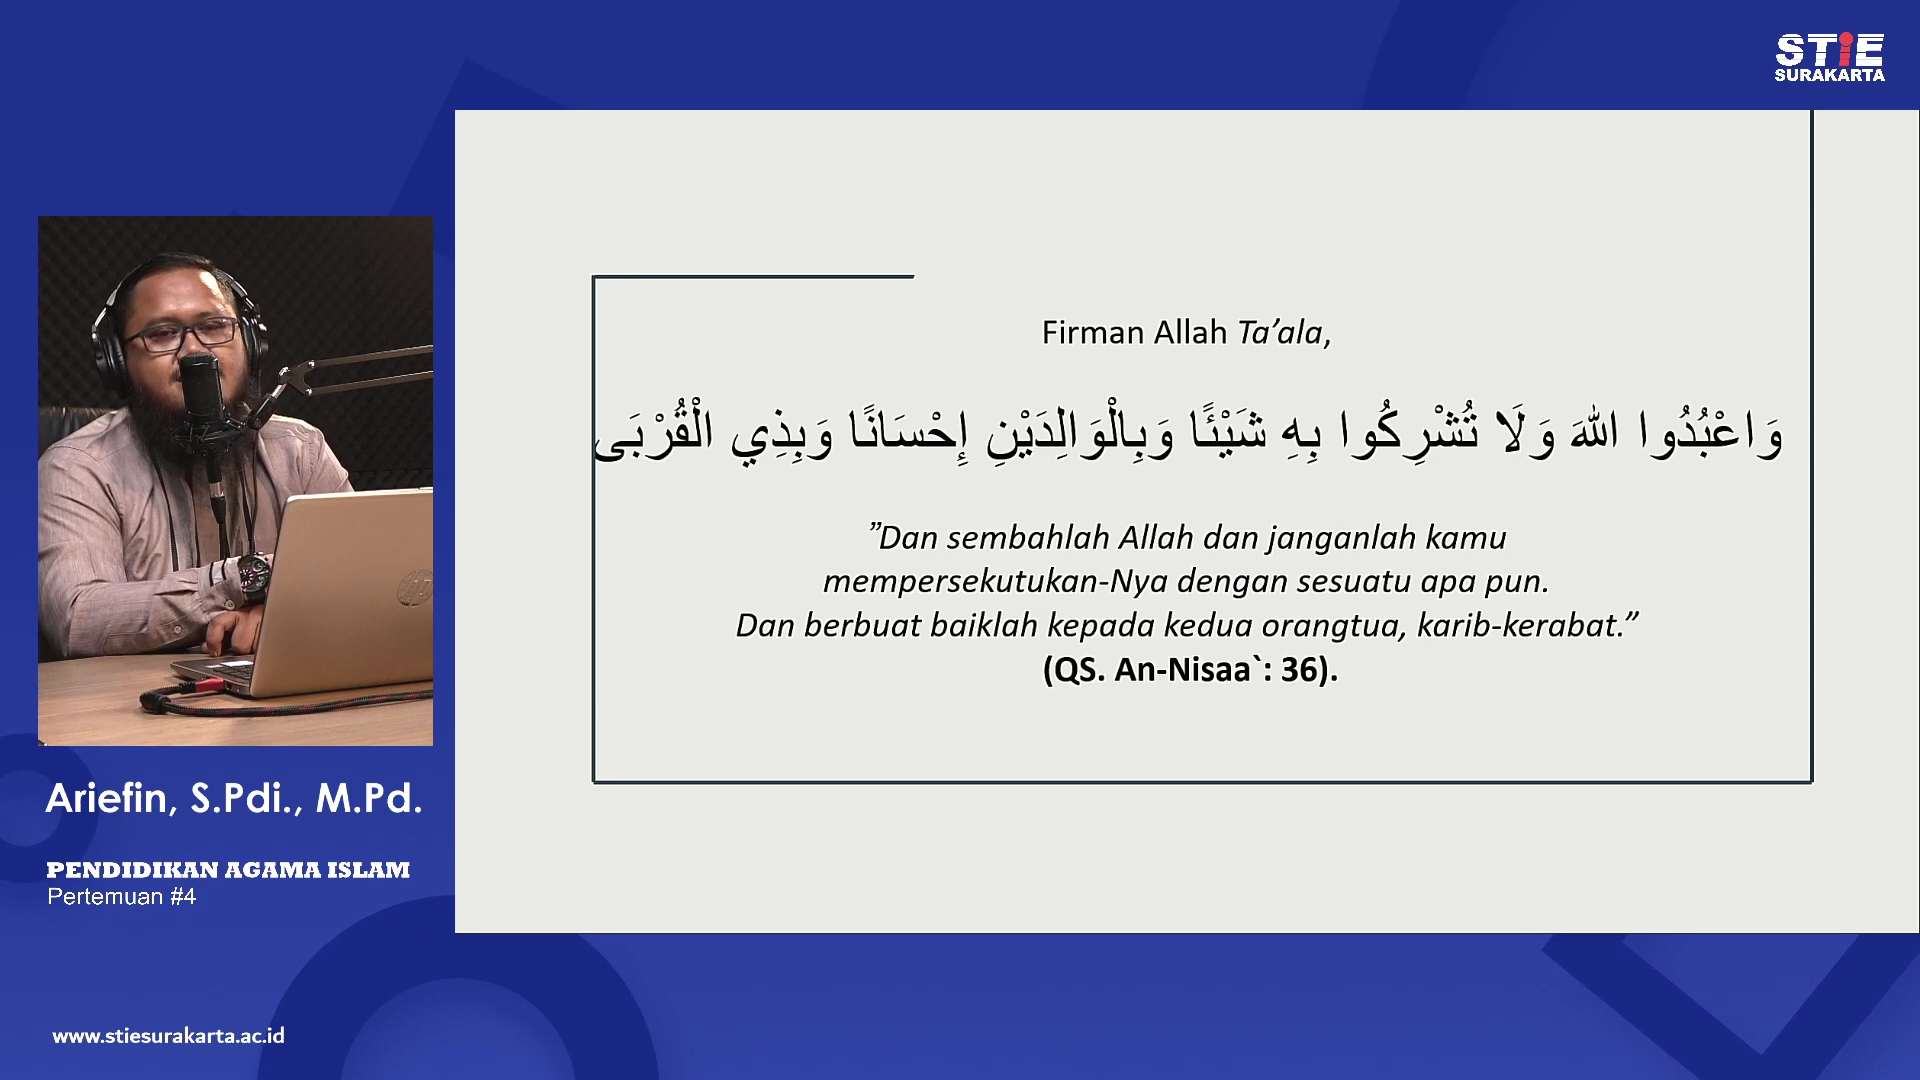 STiE
SURAKARTA
Firman Allah Ta’ala,
وَاعْبُدُوا اللهَ وَلَا تُشْرِكُوا بِهِ شَيْئًا وَبِالْوَالِدَيْنِ إِحْسَانًا وَبِذِي الْقُرْبَى
”Dan sembahlah Allah dan janganlah kamu
mempersekutukan-Nya dengan sesuatu apa pun.
Dan berbuat baiklah kepada kedua orangtua, karib-kerabat.”
(QS. An-Nisaa`: 36).
Ariefin, S.Pdi., M.Pd.
PENDIDIKAN AGAMA ISLAM
Pertemuan #4
www.stiesurakarta.ac.id